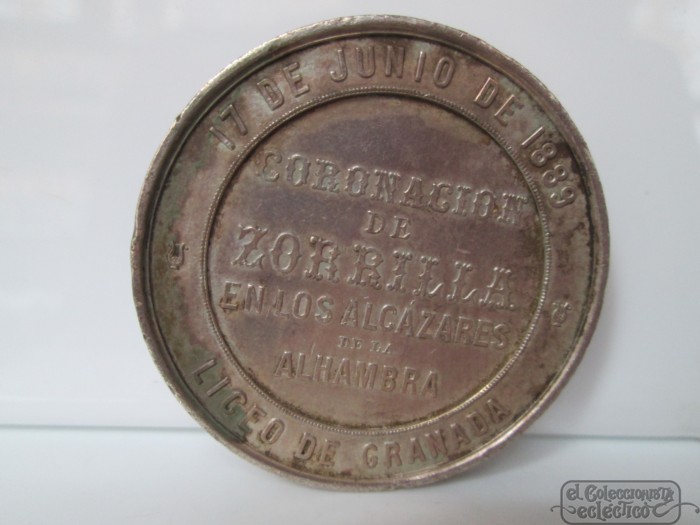 17 DE JUNIO DE 1889
CORONACION
DE
ZORRILLA
EN LOS ALCAZARES
DE LA
ALHAMBRA
LICEO DE GRANADA
el Coleccionista
ecléctico